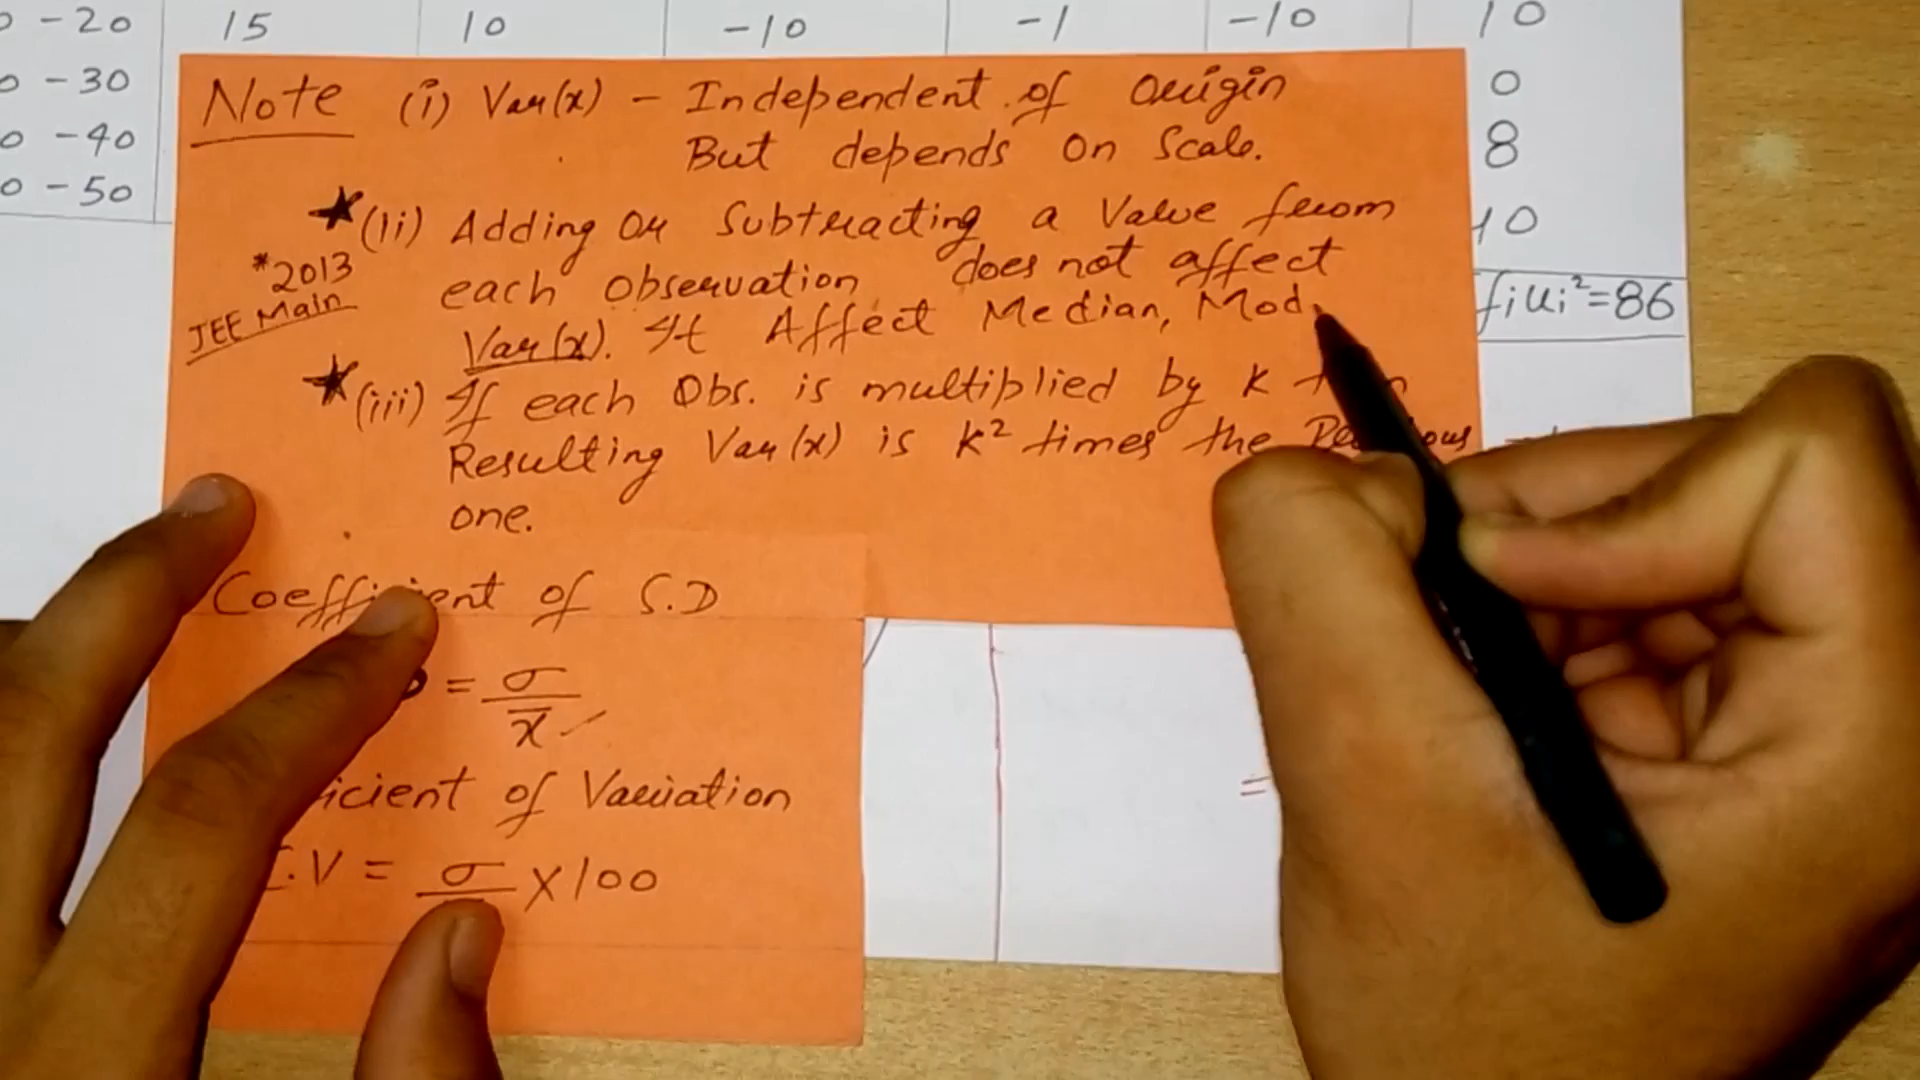 -20 15 10 -10 -1 -10 10
-30 0
-40 8
-50 10
fiui²=86
Note (i) Var(x) - Independent of origin
But depends on Scale.
★(ii) Adding or Subtracting a Value from
each observation does not affect
Var(x). It Affect Median, Mod
*2013
JEE Main
★(iii) If each Obs. is multiplied by K
Resulting Var(x) is K² times the
one.
of S.D
= σ
x̄
of Variation
.V = σ X100
=